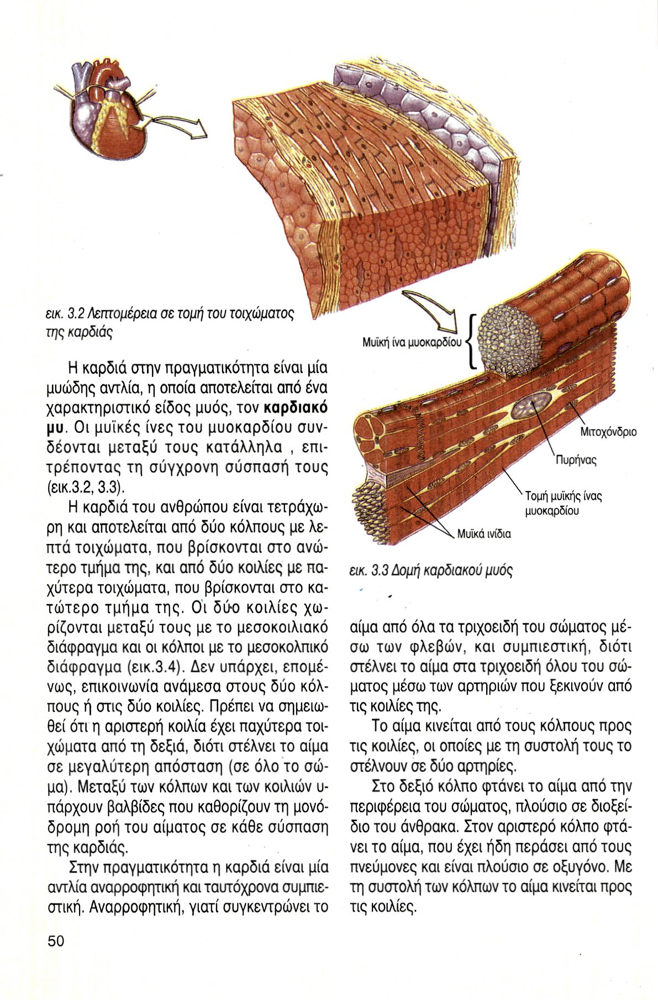 εικ. 3.2 Λεπτομέρεια σε τομή του τοιχώματος
της καρδιάς
Μυϊκή ίνα μυοκαρδίου
Μιτοχόνδριο
Πυρήνας
Τομή μυϊκής ίνας
μυοκαρδίου
Μυϊκά ινίδια
εικ. 3.3 Δομή καρδιακού μυός
Η καρδιά στην πραγματικότητα είναι μία
μυώδης αντλία, η οποία αποτελείται από ένα
χαρακτηριστικό είδος μυός, τον καρδιακό
μυ. Οι μυϊκές ίνες του μυοκαρδίου συν-
δέονται μεταξύ τους κατάλληλα , επι-
τρέποντας τη σύγχρονη σύσπασή τους
(εικ.3.2, 3.3).
Η καρδιά του ανθρώπου είναι τετράχω-
ρη και αποτελείται από δύο κόλπους με λε-
πτά τοιχώματα, που βρίσκονται στο ανώ-
τερο τμήμα της, και από δύο κοιλίες με πα-
χύτερα τοιχώματα, που βρίσκονται στο κα-
τώτερο τμήμα της. Οι δύο κοιλίες χω-
ρίζονται μεταξύ τους με το μεσοκοιλιακό
διάφραγμα και οι κόλποι με το μεσοκολπικό
διάφραγμα (εικ.3.4). Δεν υπάρχει, επομέ-
νως, επικοινωνία ανάμεσα στους δύο κόλ-
πους ή στις δύο κοιλίες. Πρέπει να σημειω-
θεί ότι η αριστερή κοιλία έχει παχύτερα τοι-
χώματα από τη δεξιά, διότι στέλνει το αίμα
σε μεγαλύτερη απόσταση (σε όλο το σώ-
μα). Μεταξύ των κόλπων και των κοιλιών υ-
πάρχουν βαλβίδες που καθορίζουν τη μονό-
δρομη ροή του αίματος σε κάθε σύσπαση
της καρδιάς.
Στην πραγματικότητα η καρδιά είναι μία
αντλία αναρροφητική και ταυτόχρονα συμπιε-
στική. Αναρροφητική, γιατί συγκεντρώνει το
αίμα από όλα τα τριχοειδή του σώματος μέ-
σω των φλεβών, και συμπιεστική, διότι
στέλνει το αίμα στα τριχοειδή όλου του σώ-
ματος μέσω των αρτηριών που ξεκινούν από
τις κοιλίες της.
Το αίμα κινείται από τους κόλπους προς
τις κοιλίες, οι οποίες με τη συστολή τους το
στέλνουν σε δύο αρτηρίες.
Στο δεξιό κόλπο φτάνει το αίμα από την
περιφέρεια του σώματος, πλούσιο σε διοξεί-
διο του άνθρακα. Στον αριστερό κόλπο φτά-
νει το αίμα, που έχει ήδη περάσει από τους
πνεύμονες και είναι πλούσιο σε οξυγόνο. Με
τη συστολή των κόλπων το αίμα κινείται προς
τις κοιλίες.
50